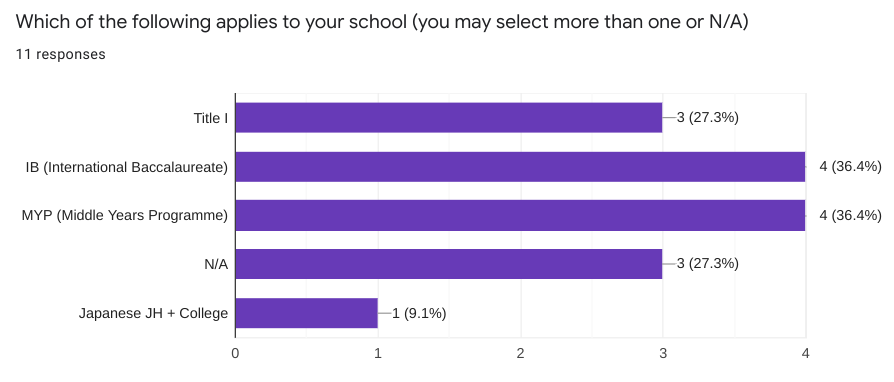 Which of the following applies to your school (you may select more than one or N/A)
11 responses
Title I
3 (27.3%)
IB (International Baccalaureate)
4 (36.4%)
MYP (Middle Years Programme)
4 (36.4%)
N/A
3 (27.3%)
Japanese JH + College
1 (9.1%)
0
1
2
3
4